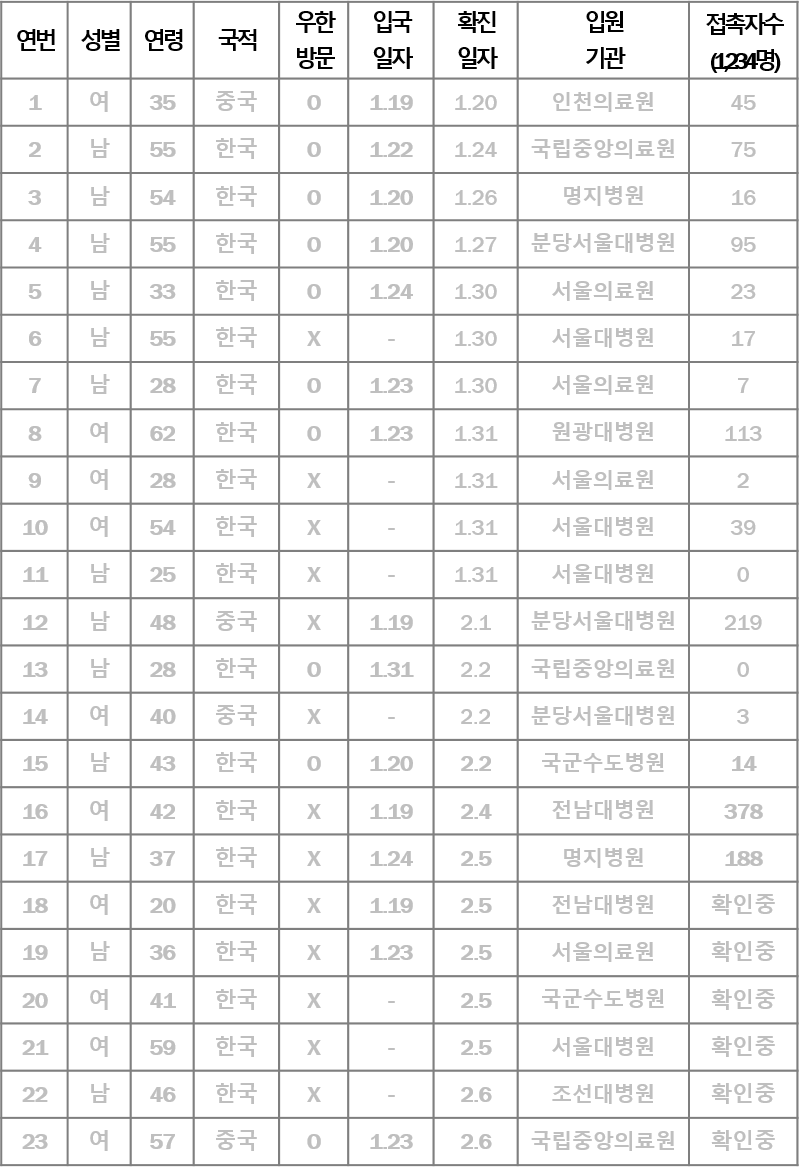 연번 성별 연령 국적 우한 방문 입국 일자 확진 일자 입원 기관 접촉자수 (1,234명)
1 여 35 중국 O 1.19 1.20 인천의료원 45
2 남 55 한국 O 1.22 1.24 국립중앙의료원 75
3 남 54 한국 O 1.20 1.26 명지병원 16
4 남 55 한국 O 1.20 1.27 분당서울대병원 95
5 남 33 한국 O 1.24 1.30 서울의료원 23
6 남 55 한국 X - 1.30 서울대병원 17
7 남 28 한국 O 1.23 1.30 서울의료원 7
8 여 62 한국 O 1.23 1.31 원광대병원 113
9 여 28 한국 X - 1.31 서울의료원 2
10 여 54 한국 X - 1.31 서울대병원 39
11 남 25 한국 X - 1.31 서울대병원 0
12 남 48 중국 X 1.19 2.1 분당서울대병원 219
13 남 28 한국 O 1.31 2.2 국립중앙의료원 0
14 여 40 중국 X - 2.2 분당서울대병원 3
15 남 43 한국 O 1.20 2.2 국군수도병원 14
16 여 42 한국 X 1.19 2.4 전남대병원 378
17 남 37 한국 X 1.24 2.5 명지병원 188
18 여 20 한국 X 1.19 2.5 전남대병원 확인중
19 남 36 한국 X 1.23 2.5 서울의료원 확인중
20 여 41 한국 X - 2.5 국군수도병원 확인중
21 여 59 한국 X - 2.5 서울대병원 확인중
22 남 46 한국 X - 2.6 조선대병원 확인중
23 여 57 중국 O 1.23 2.6 국립중앙의료원 확인중